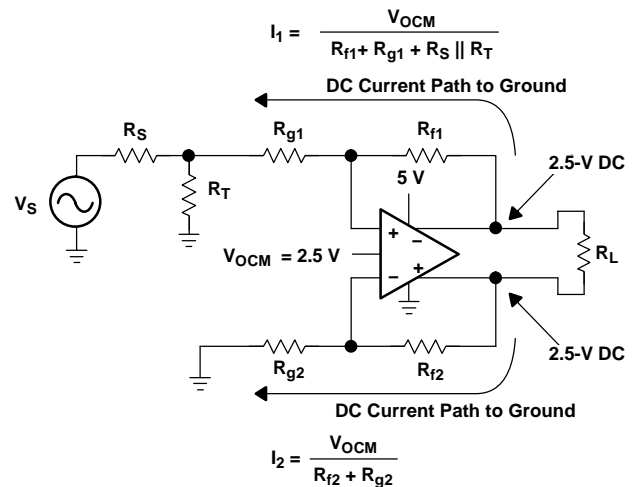 I1 = VOCM / Rf1+ Rg1 + RS || RT
DC Current Path to Ground
RS
Rg1
Rf1
2.5-V DC
5 V
RT
VS
+
−
VOCM = 2.5 V
RL
−
+
Rg2
Rf2
2.5-V DC
DC Current Path to Ground
I2 = VOCM / Rf2 + Rg2